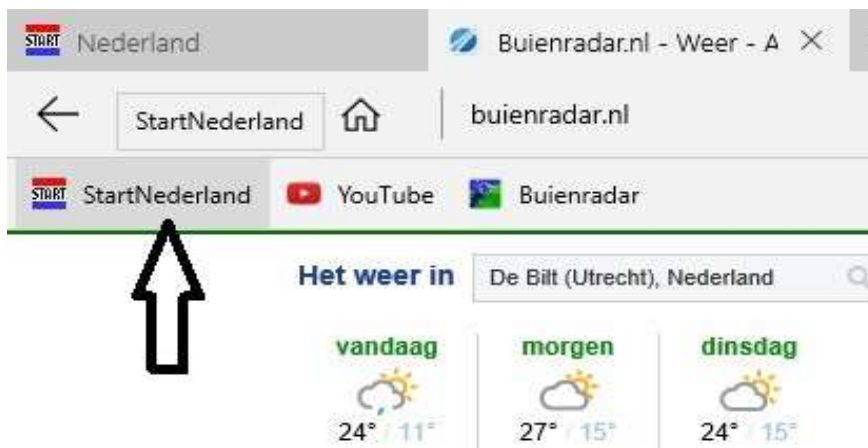 START Nederland Buienradar.nl - Weer - A
StartNederland buienradar.nl
START StartNederland YouTube Buienradar
Het weer in De Bilt (Utrecht), Nederland
vandaag morgen dinsdag
24° / 11° 27° / 15° 24° / 15°